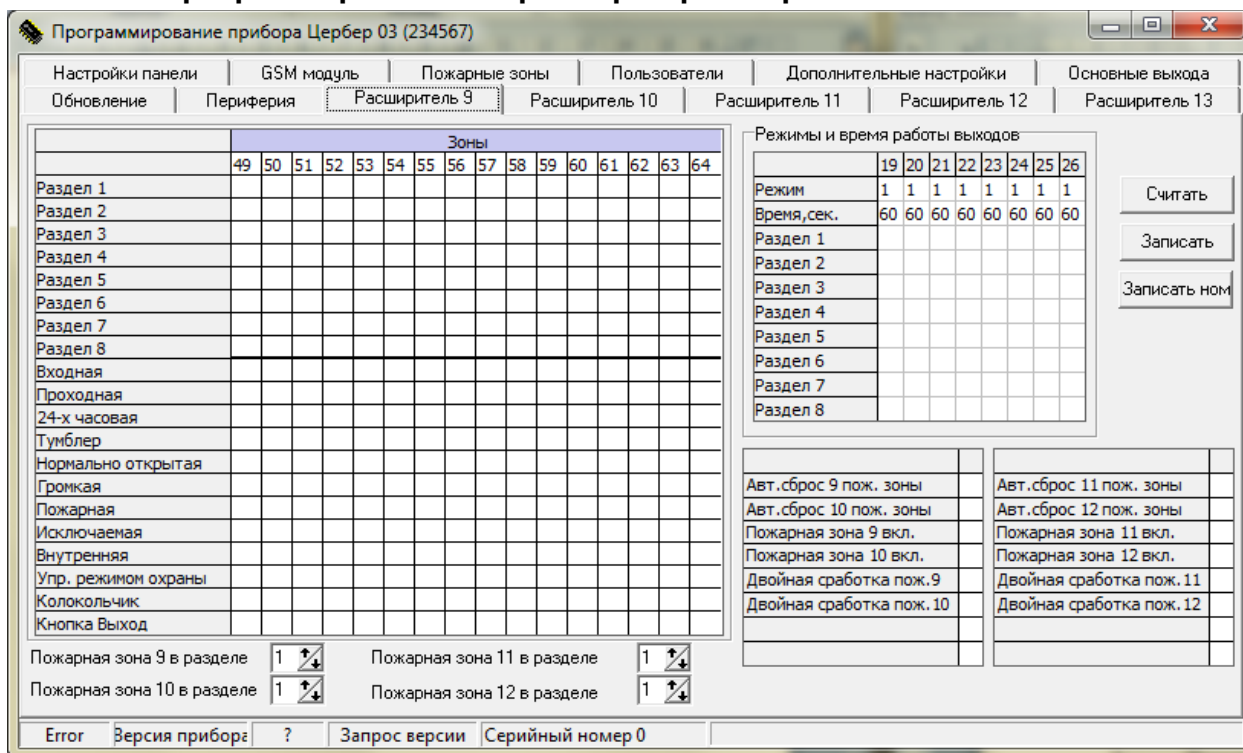 Программирование прибора Цербер 03 (234567)
Настройки панели GSM модуль Пожарные зоны Пользователи Дополнительные настройки Основные выхода
Обновление Периферия Расширитель 9 Расширитель 10 Расширитель 11 Расширитель 12 Расширитель 13
Зоны
49 50 51 52 53 54 55 56 57 58 59 60 61 62 63 64
Раздел 1
Раздел 2
Раздел 3
Раздел 4
Раздел 5
Раздел 6
Раздел 7
Раздел 8
Входная
Проходная
24-х часовая
Тумблер
Нормально открытая
Громкая
Пожарная
Исключаемая
Внутренняя
Упр. режимом охраны
Колокольчик
Кнопка Выход
Пожарная зона 9 в разделе 1 Пожарная зона 11 в разделе 1
Пожарная зона 10 в разделе 1 Пожарная зона 12 в разделе 1
Режимы и время работы выходов
19 20 21 22 23 24 25 26
Режим 1 1 1 1 1 1 1 1
Время,сек. 60 60 60 60 60 60 60 60
Раздел 1
Раздел 2
Раздел 3
Раздел 4
Раздел 5
Раздел 6
Раздел 7
Раздел 8
Считать
Записать
Записать ном
Авт.сброс 9 пож. зоны Авт.сброс 11 пож. зоны
Авт.сброс 10 пож. зоны Авт.сброс 12 пож. зоны
Пожарная зона 9 вкл. Пожарная зона 11 вкл.
Пожарная зона 10 вкл. Пожарная зона 12 вкл.
Двойная сработка пож.9 Двойная сработка пож.11
Двойная сработка пож.10 Двойная сработка пож.12
Error Версия прибора ? Запрос версии Серийный номер 0